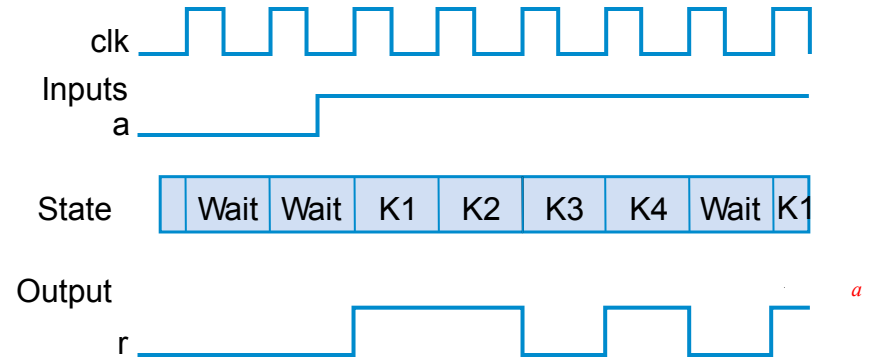 clk
Inputs
a
State Wait Wait K1 K2 K3 K4 Wait K1
Output a
r